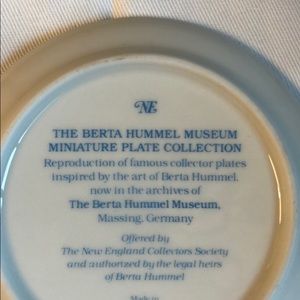 NE
THE BERTA HUMMEL MUSEUM
MINIATURE PLATE COLLECTION
Reproduction of famous collector plates
inspired by the art of Berta Hummel,
now in the archives of
The Berta Hummel Museum,
Massing, Germany
Offered by
The New England Collectors Society
and authorized by the legal heirs
of Berta Hummel
Made in